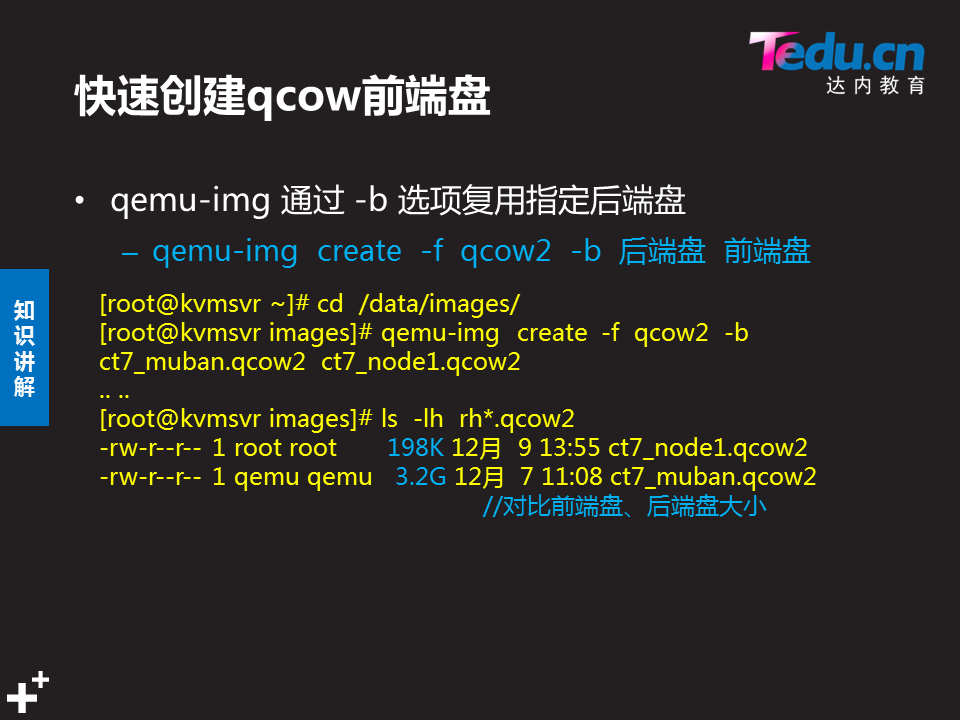 Tedu.cn
达内教育
快速创建qcow前端盘
• qemu-img 通过 -b 选项复用指定后端盘
– qemu-img create -f qcow2 -b 后端盘 前端盘
知识讲解
[root@kvmsvr ~]# cd /data/images/
[root@kvmsvr images]# qemu-img create -f qcow2 -b
ct7_muban.qcow2 ct7_node1.qcow2
.. ..
[root@kvmsvr images]# ls -lh rh*.qcow2
-rw-r--r-- 1 root root 198K 12月 9 13:55 ct7_node1.qcow2
-rw-r--r-- 1 qemu qemu 3.2G 12月 7 11:08 ct7_muban.qcow2
//对比前端盘、后端盘大小